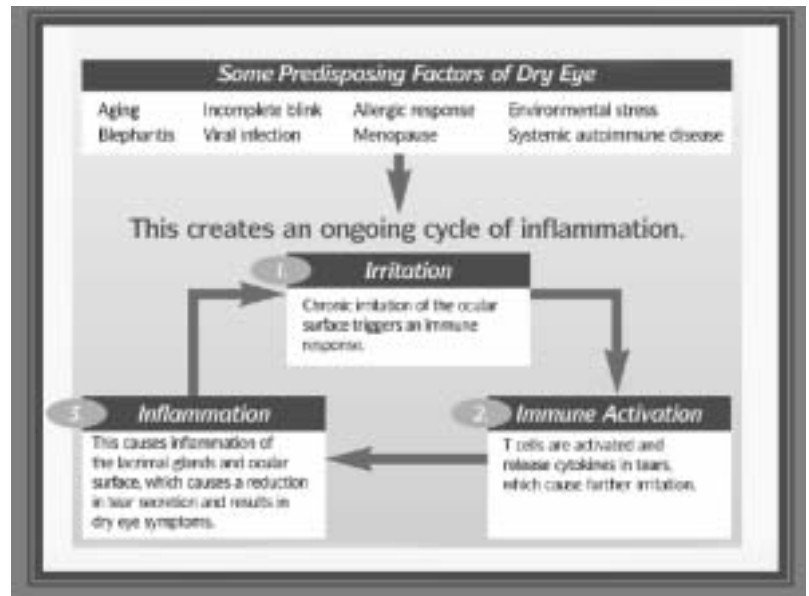 Some Predisposing Factors of Dry Eye
Aging Incomplete blink Allergic response Environmental stress
Blepharitis Viral infection Menopause Systemic autoimmune disease
This creates an ongoing cycle of inflammation.
1 Irritation
Chronic irritation of the ocular
surface triggers an immune
response.
2 Immune Activation
T cells are activated and
release cytokines in tears,
which cause further irritation.
3 Inflammation
This causes inflammation of
the lacrimal glands and ocular
surface, which causes a reduction
in tear secretion and results in
dry eye symptoms.